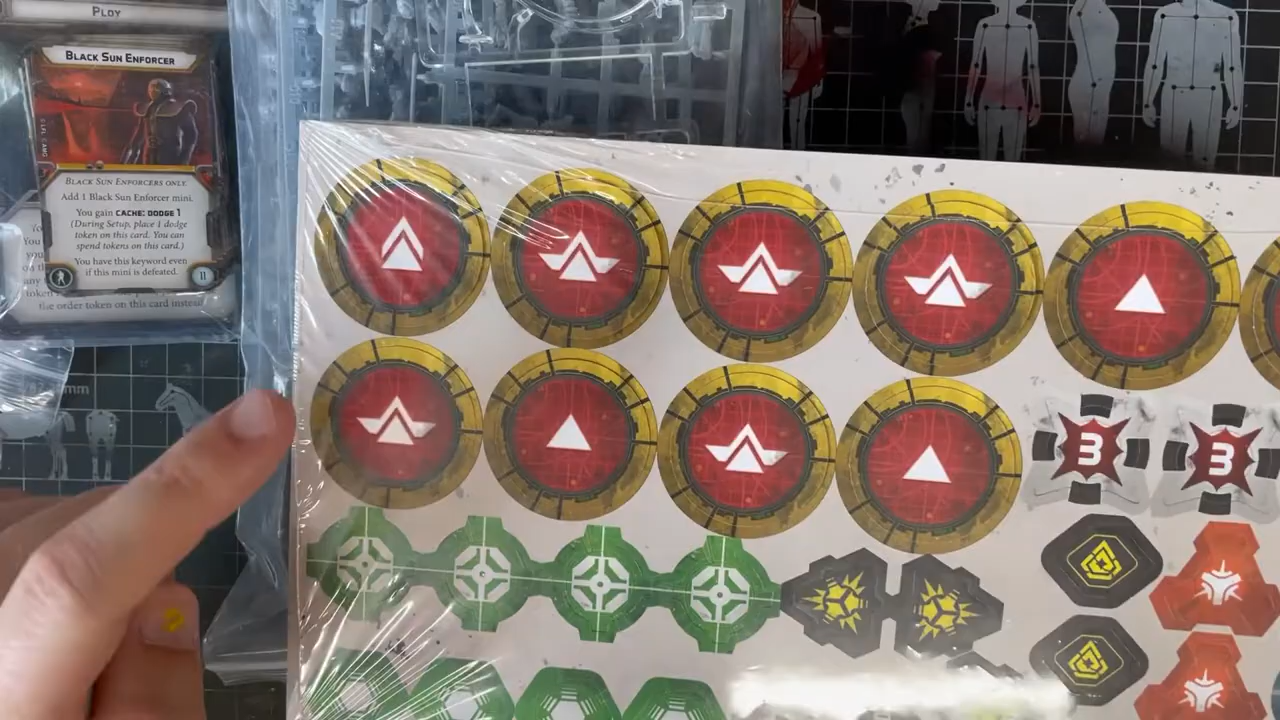 PLOY
BLACK SUN ENFORCER
BLACK SUN ENFORCERS ONLY.
Add 1 Black Sun Enforcer mini.
You gain CACHE: DODGE 1
(During Setup, place 1 dodge
token on this card. You can
spend tokens on this card.)
You have this keyword even
if this mini is defeated.
11
the order token on this card instead
mm
3
3